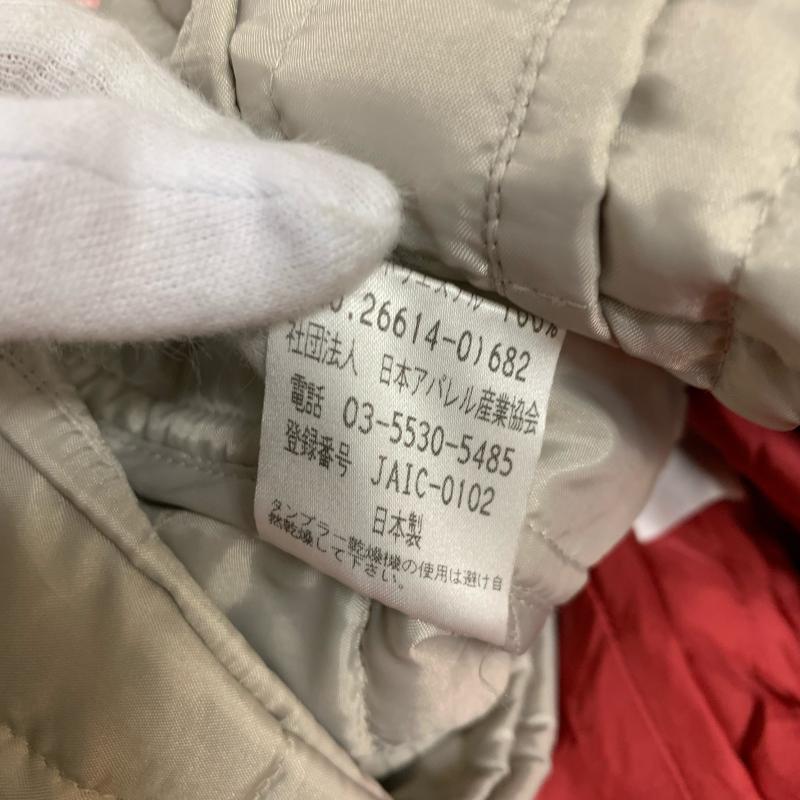 ポリエステル 100%
.26614-01682
社団法人 日本アパレル産業協会
電話 03-5530-5485
登録番号 JAIC-0102
日本製
タンブラー乾燥機の使用は避け自
然乾燥して下さい。